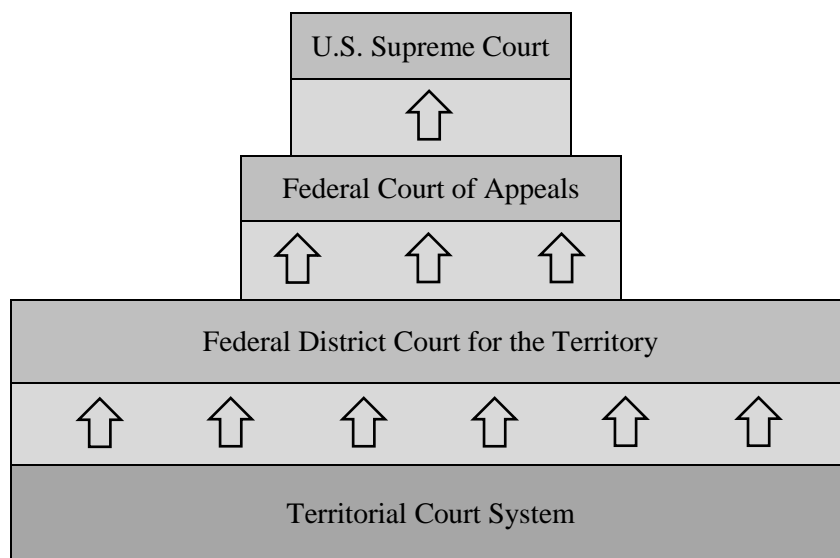 U.S. Supreme Court
Federal Court of Appeals
Federal District Court for the Territory
Territorial Court System